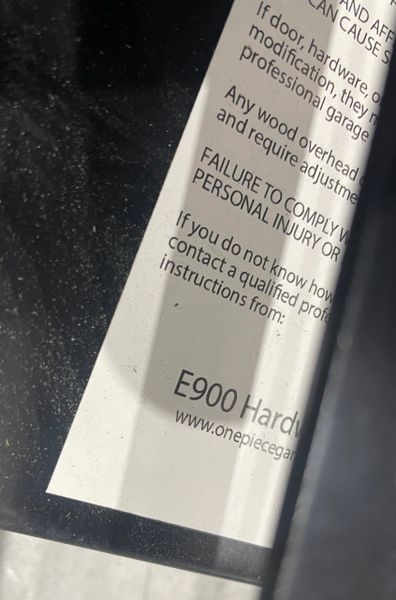 AND AFF
CAN CAUSE S
If door, hardware, o
modification, they n
professional garage
Any wood overhead
and require adjustme
FAILURE TO COMPLY W
PERSONAL INJURY OR
If you do not know how
contact a qualified profe
instructions from:
E900 Hardw
www.onepiecegar